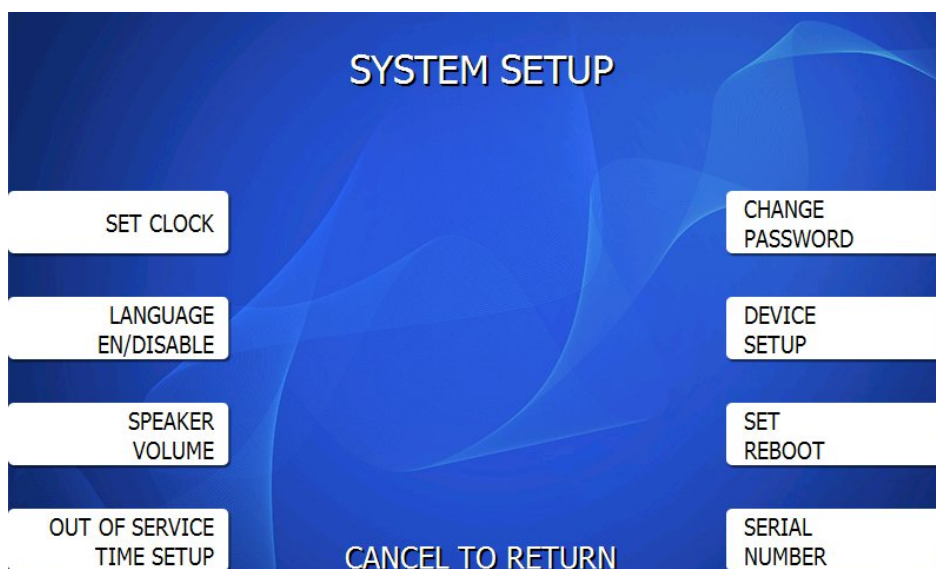 SYSTEM SETUP
SET CLOCK
CHANGE
PASSWORD
LANGUAGE
EN/DISABLE
DEVICE
SETUP
SPEAKER
VOLUME
SET
REBOOT
OUT OF SERVICE
TIME SETUP
CANCEL TO RETURN
SERIAL
NUMBER